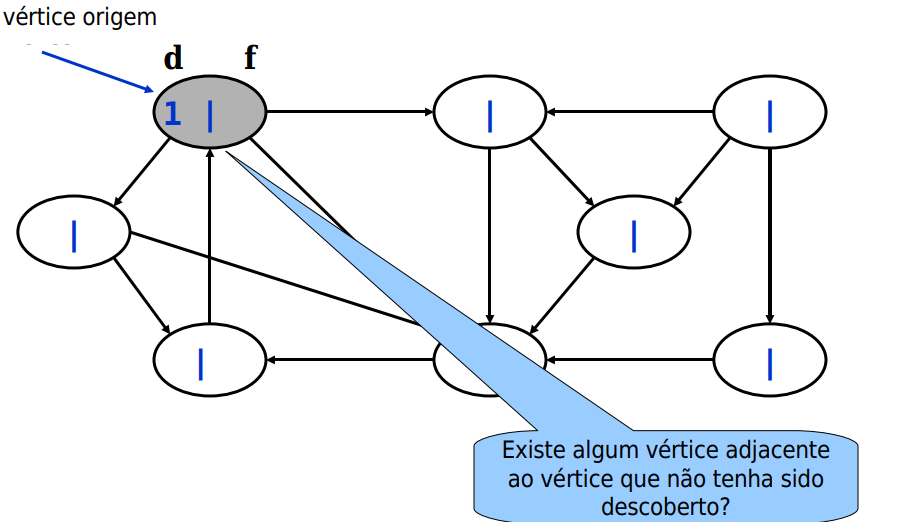 vértice origem
d f
1 |
|
|
|
|
|
|
Existe algum vértice adjacente
ao vértice que não tenha sido
descoberto?